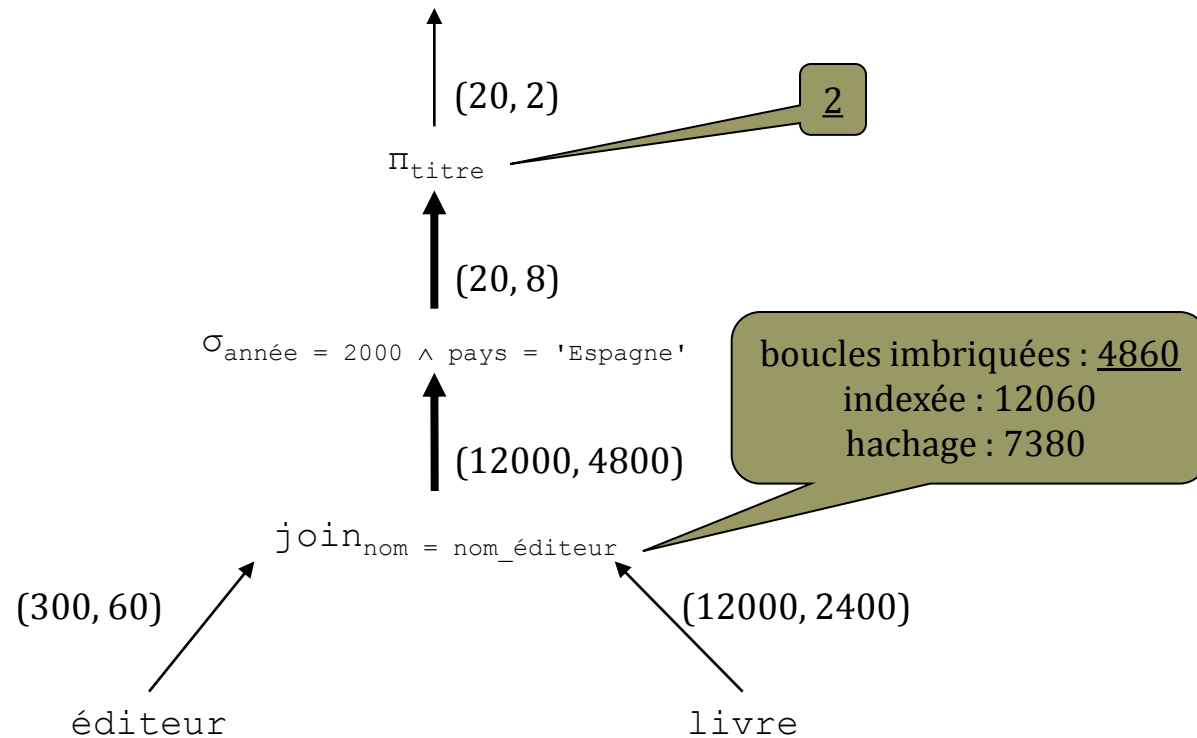 (20, 2)
2
π titre
(20, 8)
σ année = 2000 ∧ pays = 'Espagne'
boucles imbriquées : 4860
indexée : 12060
hachage : 7380
(12000, 4800)
join nom = nom_éditeur
(300, 60)
(12000, 2400)
éditeur
livre